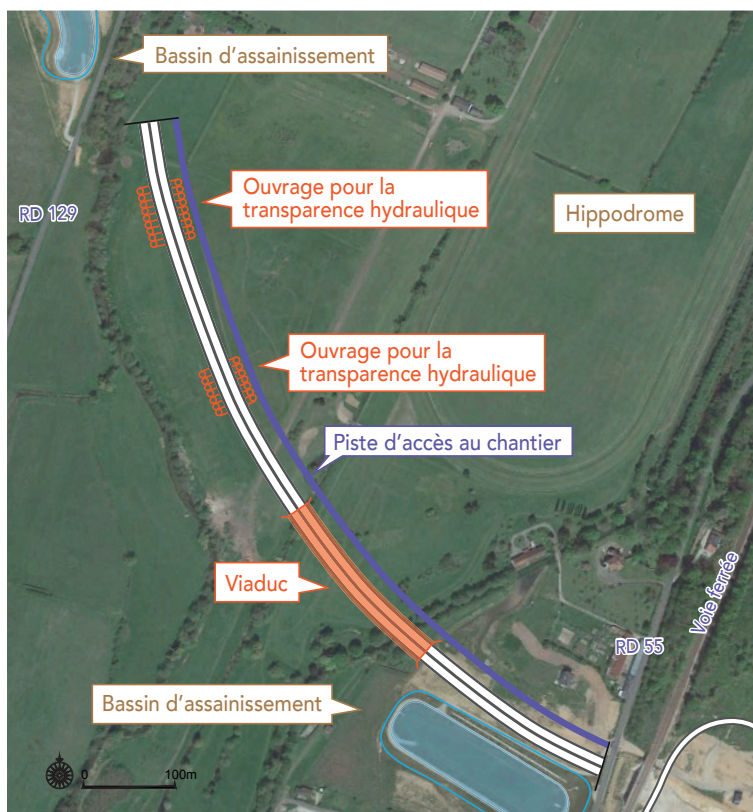 Bassin d'assainissement
Ouvrage pour la
transparence hydraulique
RD 129
Hippodrome
Ouvrage pour la
transparence hydraulique
Piste d'accès au chantier
Viaduc
Voie ferrée
RD 55
Bassin d'assainissement
0 100m